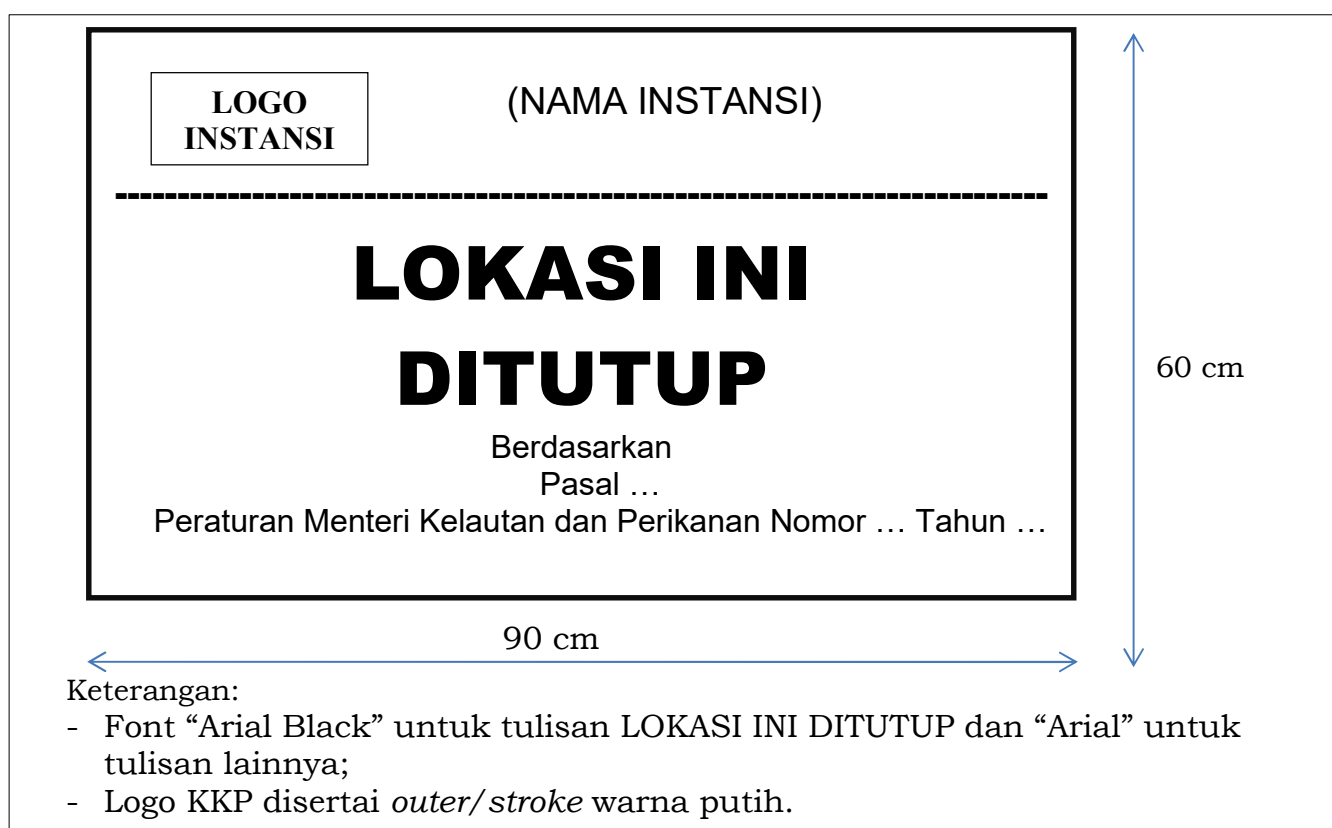 LOGO
INSTANSI
(NAMA INSTANSI)
--------------------------------------------------------------------------
LOKASI INI
DITUTUP
Berdasarkan
Pasal …
Peraturan Menteri Kelautan dan Perikanan Nomor … Tahun …
60 cm
90 cm
Keterangan:
- Font “Arial Black” untuk tulisan LOKASI INI DITUTUP dan “Arial” untuk
tulisan lainnya;
- Logo KKP disertai outer/stroke warna putih.